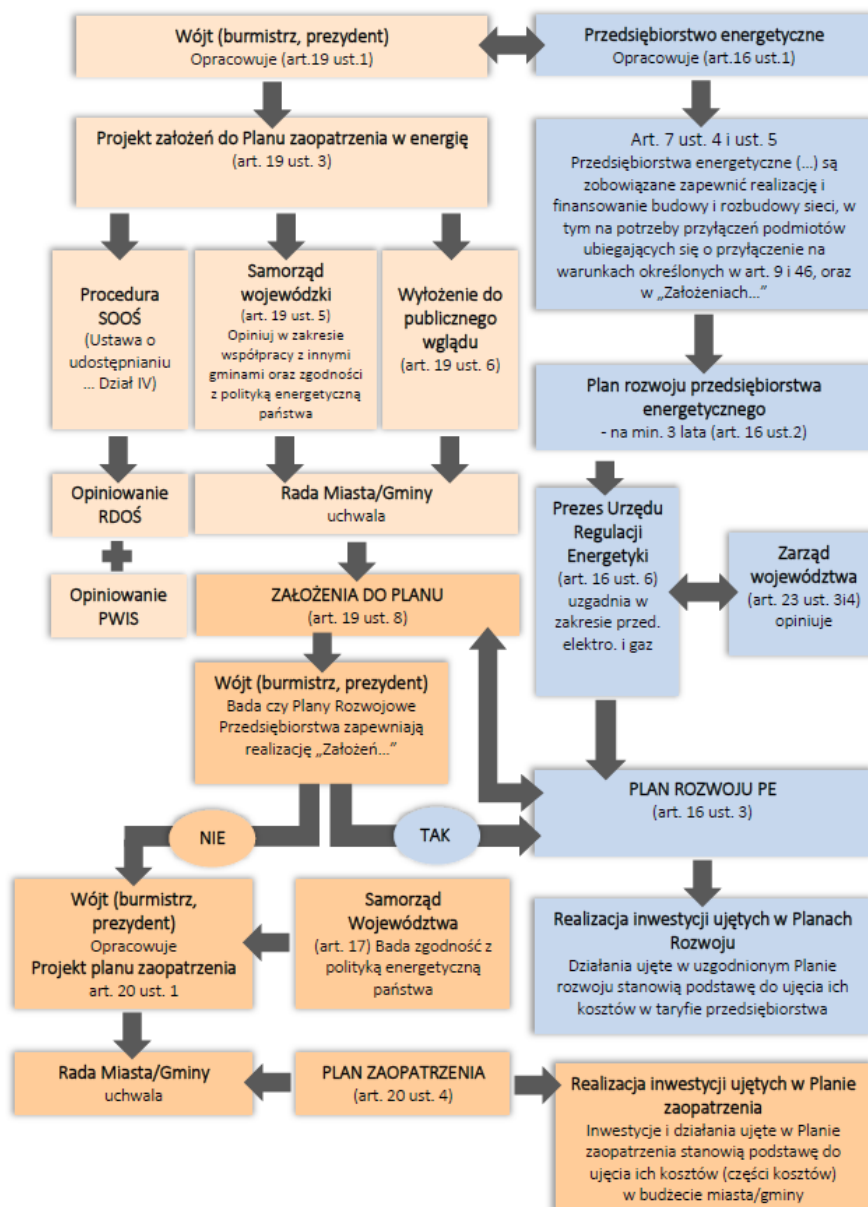 Wójt (burmistrz, prezydent)
Opracowuje (art.19 ust.1)
Przedsiębiorstwo energetyczne
Opracowuje (art.16 ust.1)
Projekt założeń do Planu zaopatrzenia w energię
(art. 19 ust. 3)
Art. 7 ust. 4 i ust. 5
Przedsiębiorstwa energetyczne (...) są
zobowiązane zapewnić realizację i
finansowanie budowy i rozbudowy sieci, w
tym na potrzeby przyłączeń podmiotów
ubiegających się o przyłączenie na
warunkach określonych w art. 9 i 46, oraz
w „Założeniach...”
Procedura
SOOŚ
(Ustawa o
udostępnianiu
... Dział IV)
Samorząd
wojewódzki
(art. 19 ust. 5)
Opiniuj w zakresie
współpracy z innymi
gminami oraz zgodności
z polityką energetyczną
państwa
Wyłożenie do
publicznego
wglądu
(art. 19 ust. 6)
Plan rozwoju przedsiębiorstwa
energetycznego
- na min. 3 lata (art. 16 ust.2)
Opiniowanie
RDOŚ
Rada Miasta/Gminy
uchwala
Prezes Urzędu
Regulacji
Energetyki
(art. 16 ust. 6)
uzgadnia w
zakresie przed.
elektro. i gaz
Zarząd
województwa
(art. 23 ust. 3i4)
opiniuje
Opiniowanie
PWIS
ZAŁOŻENIA DO PLANU
(art. 19 ust. 8)
Wójt (burmistrz, prezydent)
Bada czy Plany Rozwojowe
Przedsiębiorstwa zapewniają
realizację „Założeń...”
PLAN ROZWOJU PE
(art. 16 ust. 3)
NIE
TAK
Wójt (burmistrz,
prezydent)
Opracowuje
Projekt planu zaopatrzenia
art. 20 ust. 1
Samorząd
Województwa
(art. 17) Bada zgodność z
polityką energetyczną
państwa
Realizacja inwestycji ujętych w Planach
Rozwoju
Działania ujęte w uzgodnionym Planie
rozwoju stanowią podstawę do ujęcia ich
kosztów w taryfie przedsiębiorstwa
Rada Miasta/Gminy
uchwala
PLAN ZAOPATRZENIA
(art. 20 ust. 4)
Realizacja inwestycji ujętych w Planie
zaopatrzenia
Inwestycje i działania ujęte w Planie
zaopatrzenia stanowią podstawę do
ujęcia ich kosztów (części kosztów)
w budżecie miasta/gminy